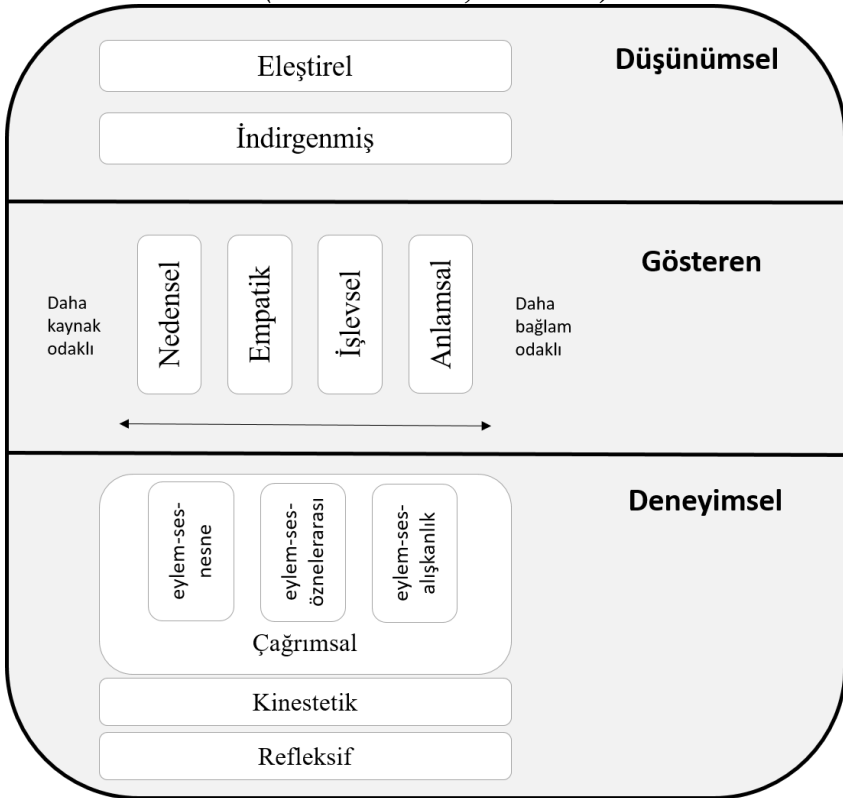 Eleştirel
Düşünümsel
İndirgenmiş
Gösteren
Daha
kaynak
odaklı
Nedensel
Empatik
İşlevsel
Anlamsal
Daha
bağlam
odaklı
Deneyimsel
eylem-ses-
nesne
eylem-ses-
öznelerarası
eylem-ses-
alışkanlık
Çağrımsal
Kinestetik
Refleksif